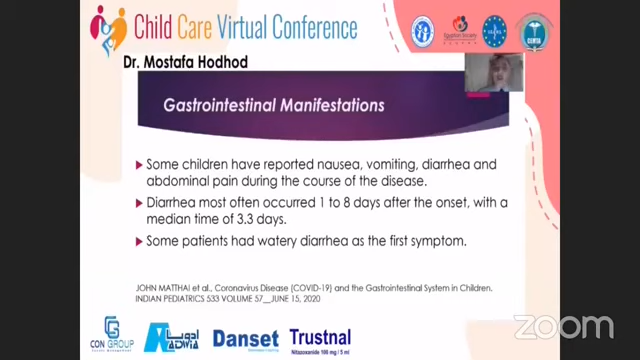 Child Care Virtual Conference
Dr. Mostafa Hodhod
Gastrointestinal Manifestations
Some children have reported nausea, vomiting, diarrhea and
abdominal pain during the course of the disease.
Diarrhea most often occurred 1 to 8 days after the onset, with a
median time of 3.3 days.
Some patients had watery diarrhea as the first symptom.
JOHN MATTHAI et al., Coronavirus Disease (COVID-19) and the Gastrointestinal System in Children.
INDIAN PEDIATRICS 533 VOLUME 57__JUNE 15, 2020
CON GROUP
ADWIA
Danset
Trustnal
Nitazoxanide 100 mg / 5 ml
zoom